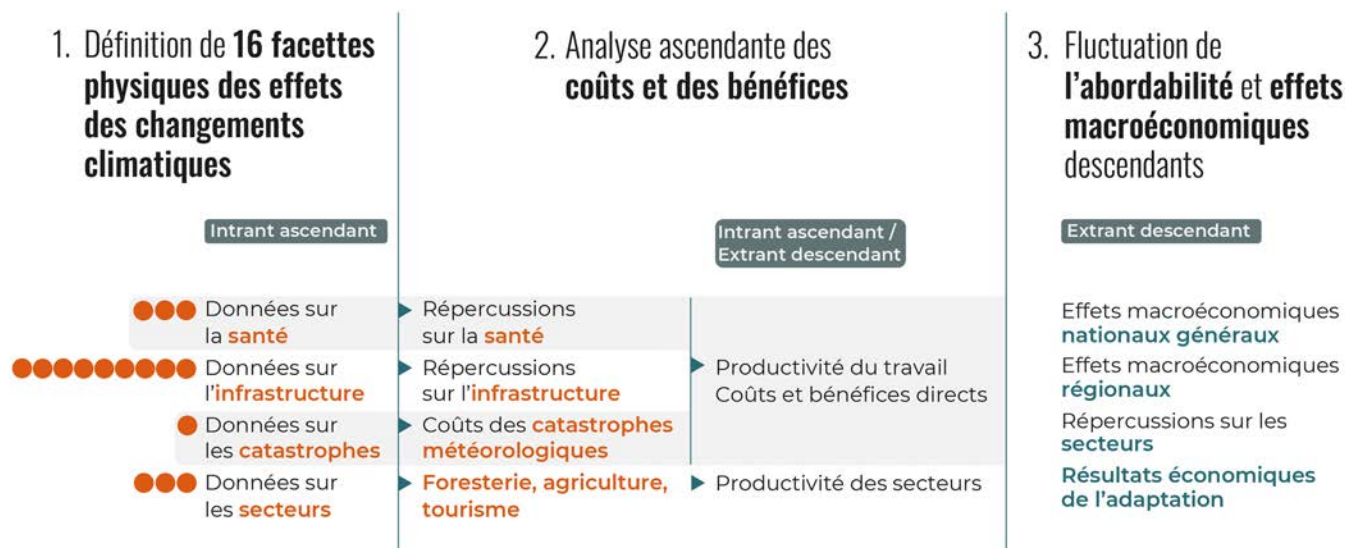 1. Définition de 16 facettes
physiques des effets
des changements
climatiques
Intrant ascendant
Données sur
la santé
Données sur
l'infrastructure
Données sur
les catastrophes
Données sur
les secteurs
2. Analyse ascendante des
coûts et des bénéfices
Répercussions
sur la santé
Répercussions
sur l'infrastructure
Coûts des catastrophes
météorologiques
Foresterie, agriculture,
tourisme
Intrant ascendant /
Extrant descendant
Productivité du travail
Coûts et bénéfices directs
Productivité des secteurs
3. Fluctuation de
l'abordabilité et effets
macroéconomiques
descendants
Extrant descendant
Effets macroéconomiques
nationaux généraux
Effets macroéconomiques
régionaux
Répercussions sur les
secteurs
Résultats économiques
de l'adaptation